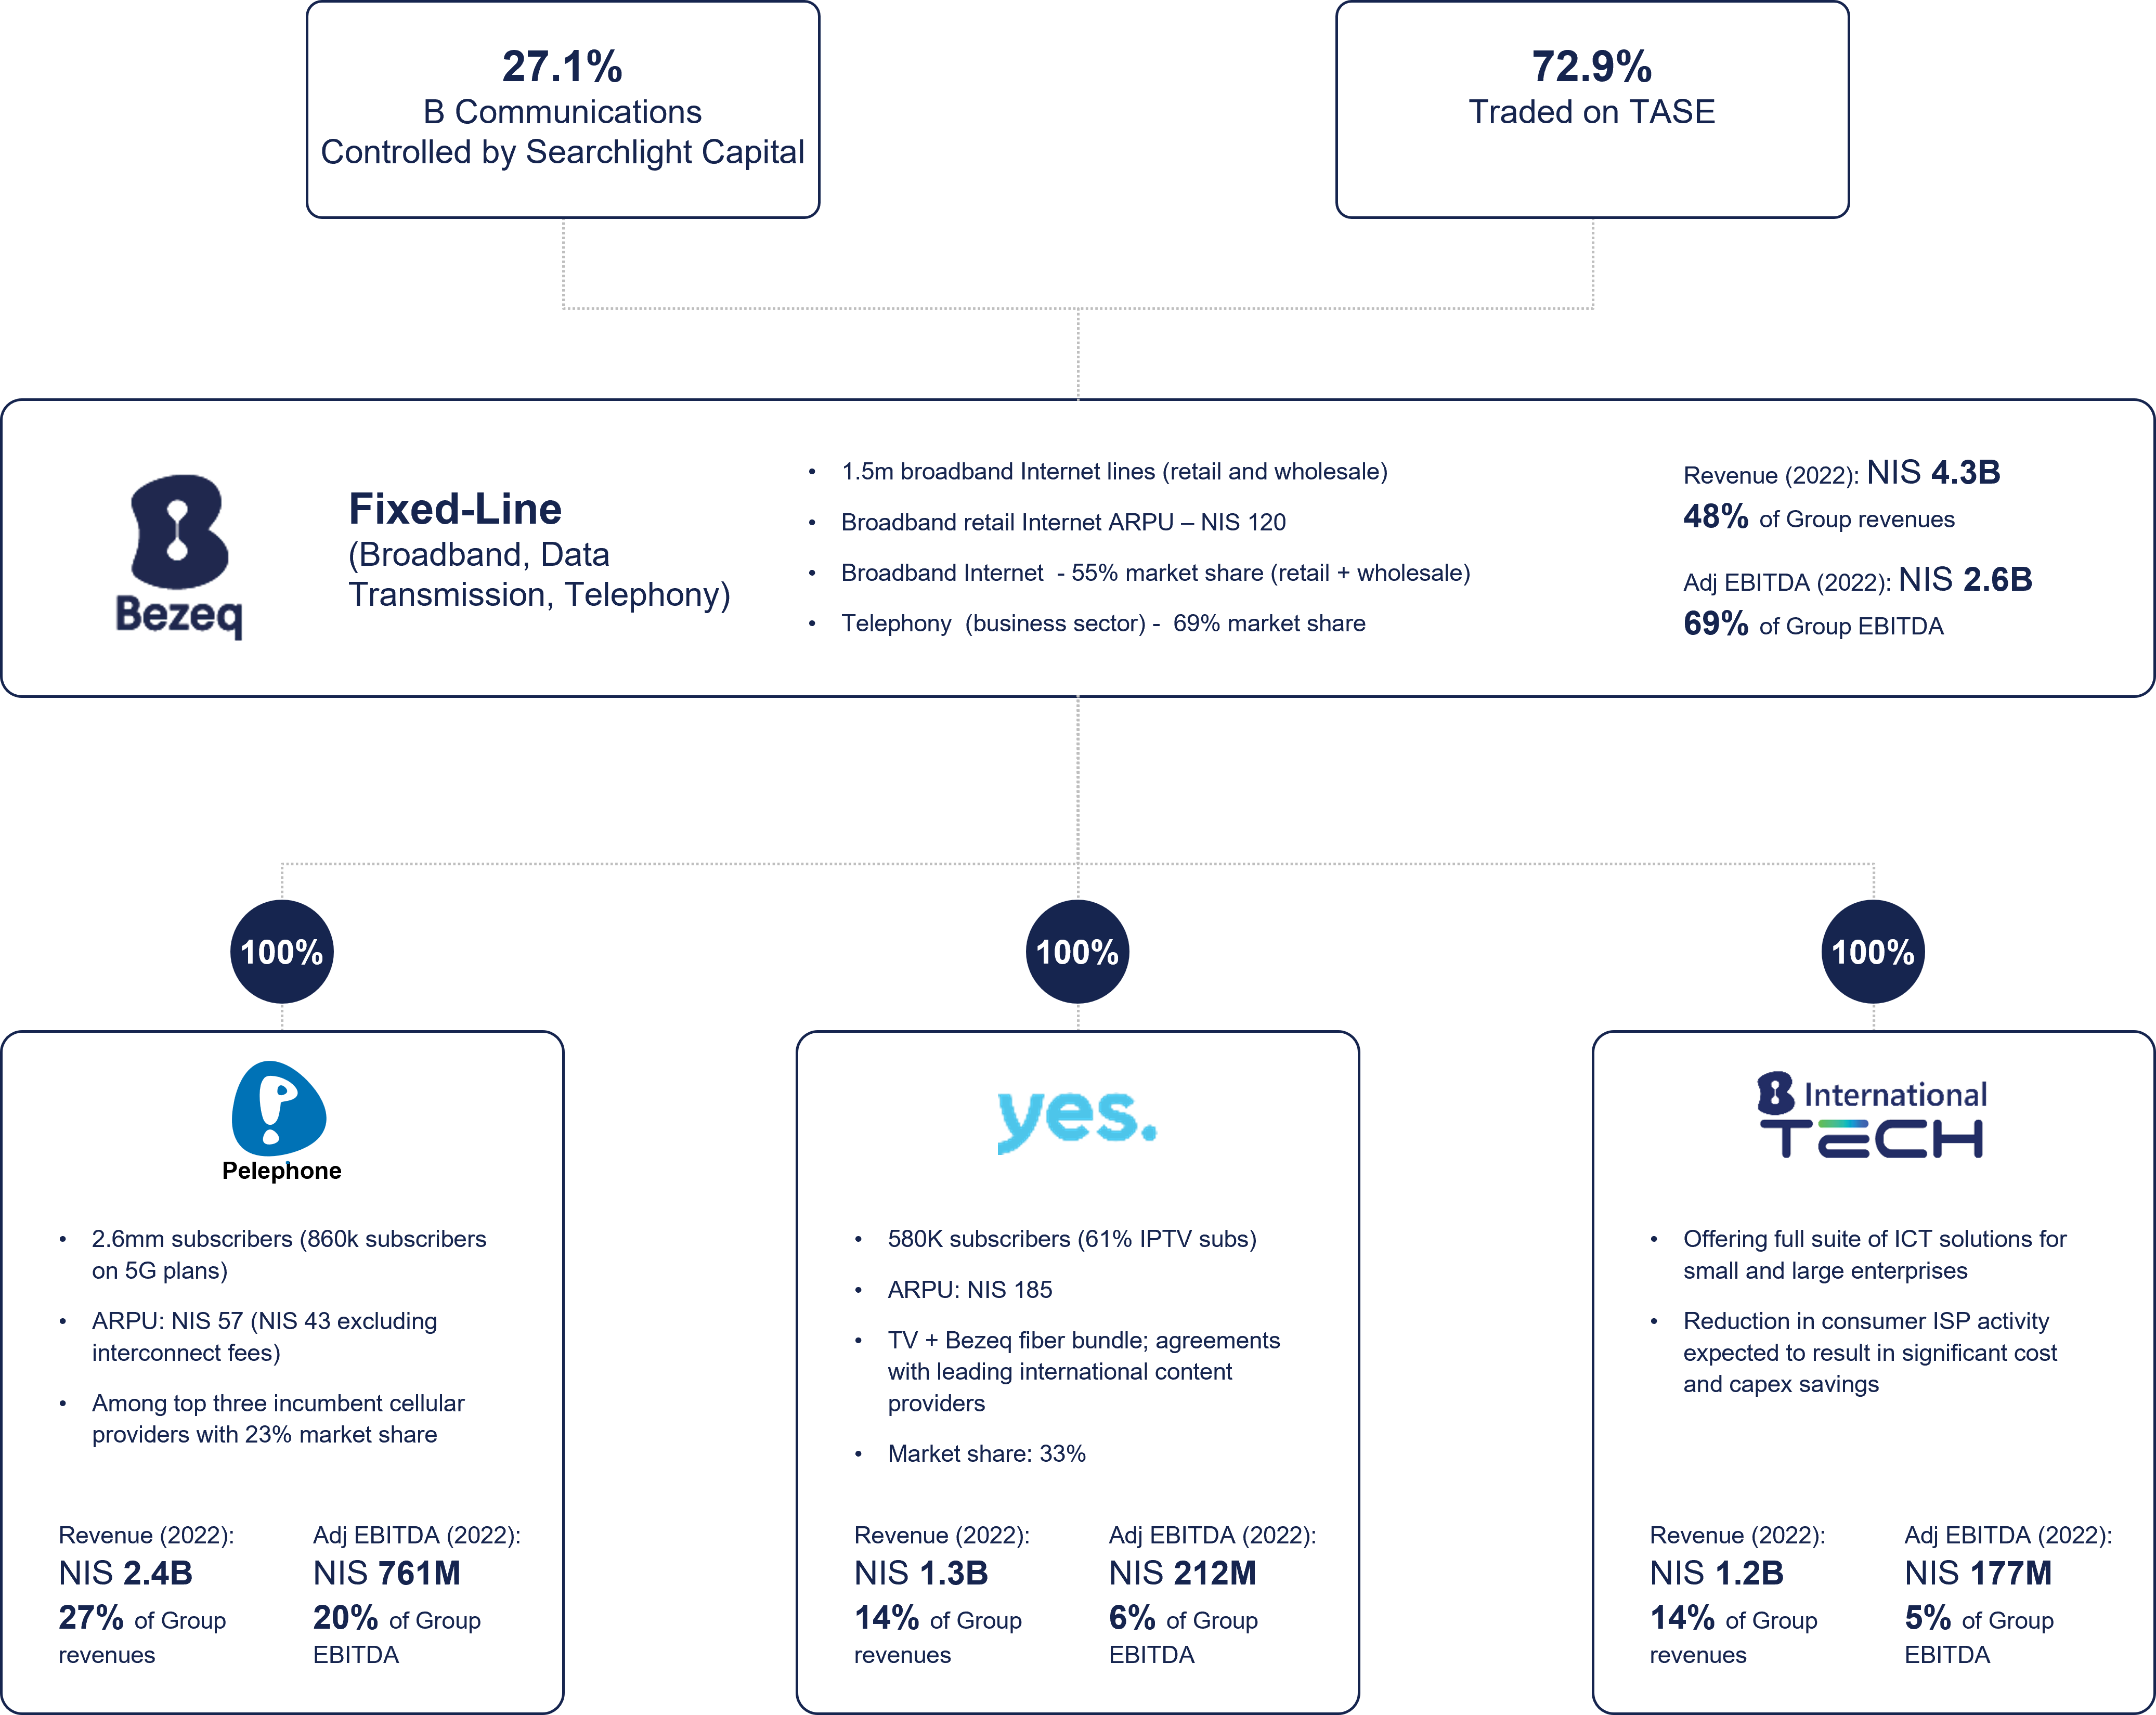 27.1%
B Communications
Controlled by Searchlight Capital
72.9%
Traded on TASE
Bezeq
Fixed-Line
(Broadband, Data
Transmission, Telephony)
• 1.5m broadband Internet lines (retail and wholesale)
• Broadband retail Internet ARPU – NIS 120
• Broadband Internet - 55% market share (retail + wholesale)
• Telephony (business sector) - 69% market share
Revenue (2022): NIS 4.3B
48% of Group revenues
Adj EBITDA (2022): NIS 2.6B
69% of Group EBITDA
100%
100%
100%
Pelephone
• 2.6mm subscribers (860k subscribers
on 5G plans)
• ARPU: NIS 57 (NIS 43 excluding
interconnect fees)
• Among top three incumbent cellular
providers with 23% market share
Revenue (2022):
NIS 2.4B
27% of Group
revenues
Adj EBITDA (2022):
NIS 761M
20% of Group
EBITDA
yes.
• 580K subscribers (61% IPTV subs)
• ARPU: NIS 185
• TV + Bezeq fiber bundle; agreements
with leading international content
providers
• Market share: 33%
Revenue (2022):
NIS 1.3B
14% of Group
revenues
Adj EBITDA (2022):
NIS 212M
6% of Group
EBITDA
International
TECH
• Offering full suite of ICT solutions for
small and large enterprises
• Reduction in consumer ISP activity
expected to result in significant cost
and capex savings
Revenue (2022):
NIS 1.2B
14% of Group
revenues
Adj EBITDA (2022):
NIS 177M
5% of Group
EBITDA